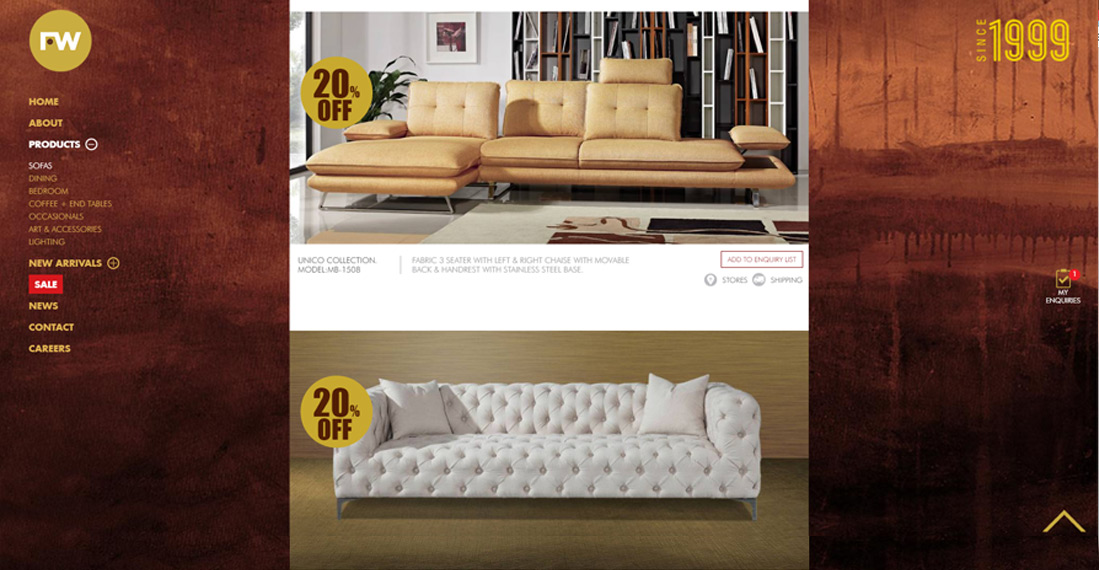 rw
HOME
ABOUT
PRODUCTS
SOFAS
DINING
BEDROOM
COFFEE + END TABLES
OCCASIONALS
ART & ACCESSORIES
LIGHTING
NEW ARRIVALS
SALE
NEWS
CONTACT
CAREERS
20%
OFF
UNICO COLLECTION.
MODEL:MB-1508
FABRIC 3 SEATER WITH LEFT & RIGHT CHAISE WITH MOVABLE
BACK & HANDREST WITH STAINLESS STEEL BASE.
ADD TO ENQUIRY LIST
STORES
SHIPPING
20%
OFF
SINCE 1999
1
MY
ENQUIRIES